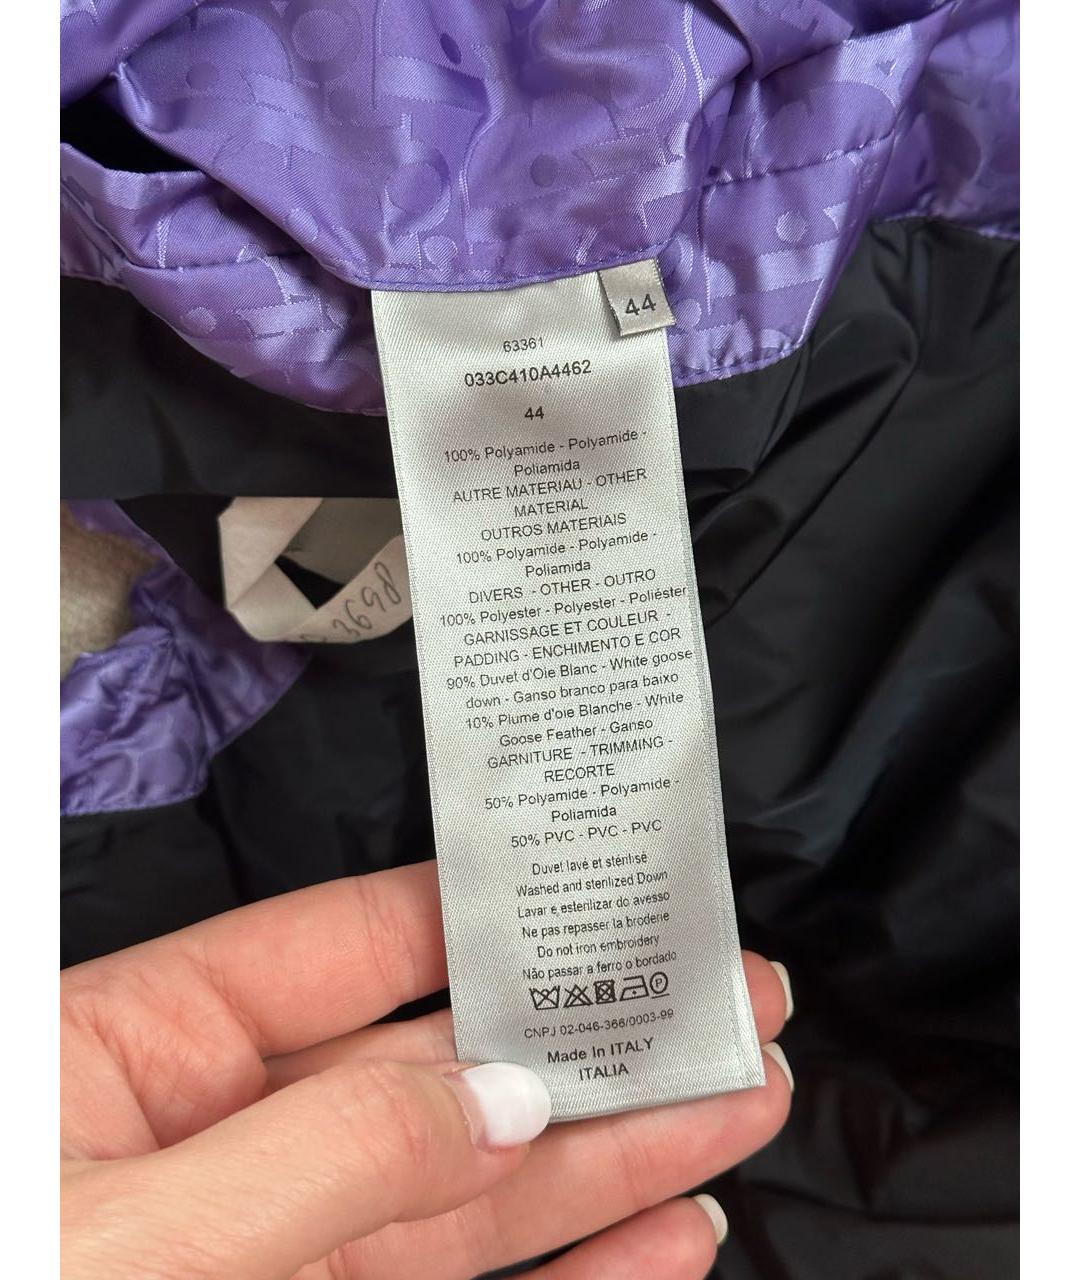 44
63361
033C410A4462
44
100% Polyamide - Polyamide -
Poliamida
AUTRE MATERIAU - OTHER
MATERIAL
OUTROS MATERIAIS
100% Polyamide - Polyamide -
Poliamida
DIVERS - OTHER - OUTRO
100% Polyester - Polyester - Poliéster
GARNISSAGE ET COULEUR -
PADDING - ENCHIMENTO E COR
90% Duvet d'Oie Blanc - White goose
down - Ganso branco para baixo
10% Plume d'oie Blanche - White
Goose Feather - Ganso
GARNITURE - TRIMMING -
RECORTE
50% Polyamide - Polyamide -
Poliamida
50% PVC - PVC - PVC
Duvet lavé et stérilisé
Washed and sterilized Down
Lavar e esterilizar do avesso
Ne pas repasser la broderie
Do not iron embroidery
Não passar a ferro o bordado
P
CNPJ 02-046-366/0003-99
Made In ITALY
ITALIA